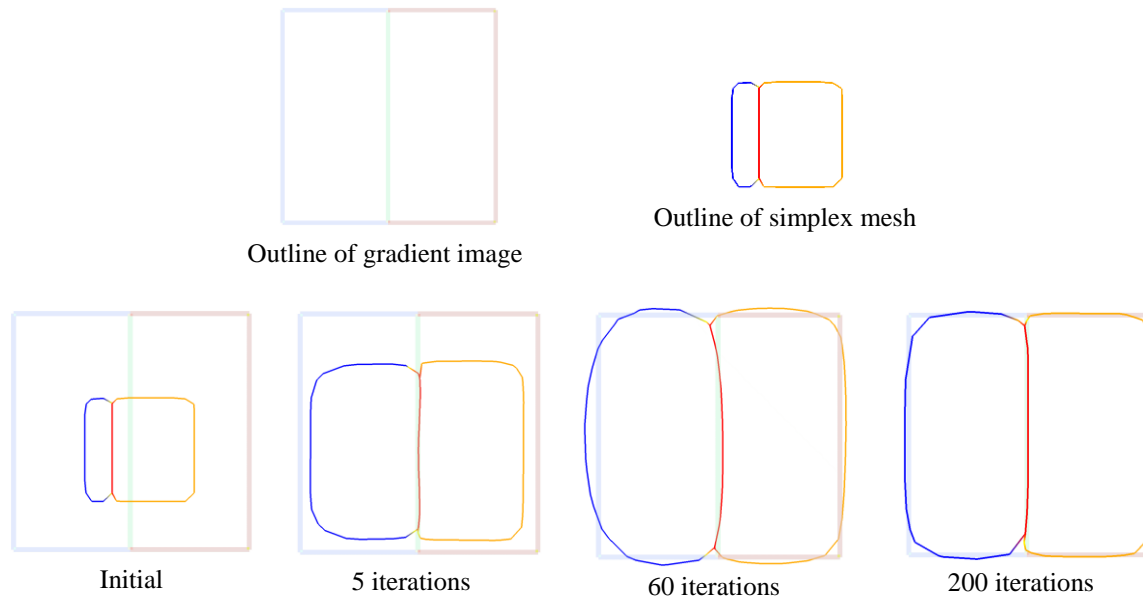 Outline of gradient image
Outline of simplex mesh
Initial
5 iterations
60 iterations
200 iterations